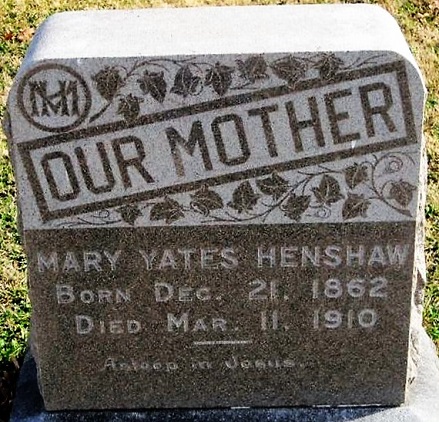 OUR MOTHER
MARY YATES HENSHAW
BORN DEC. 21. 1862
DIED MAR. 11. 1910
Asleep in Jesus.